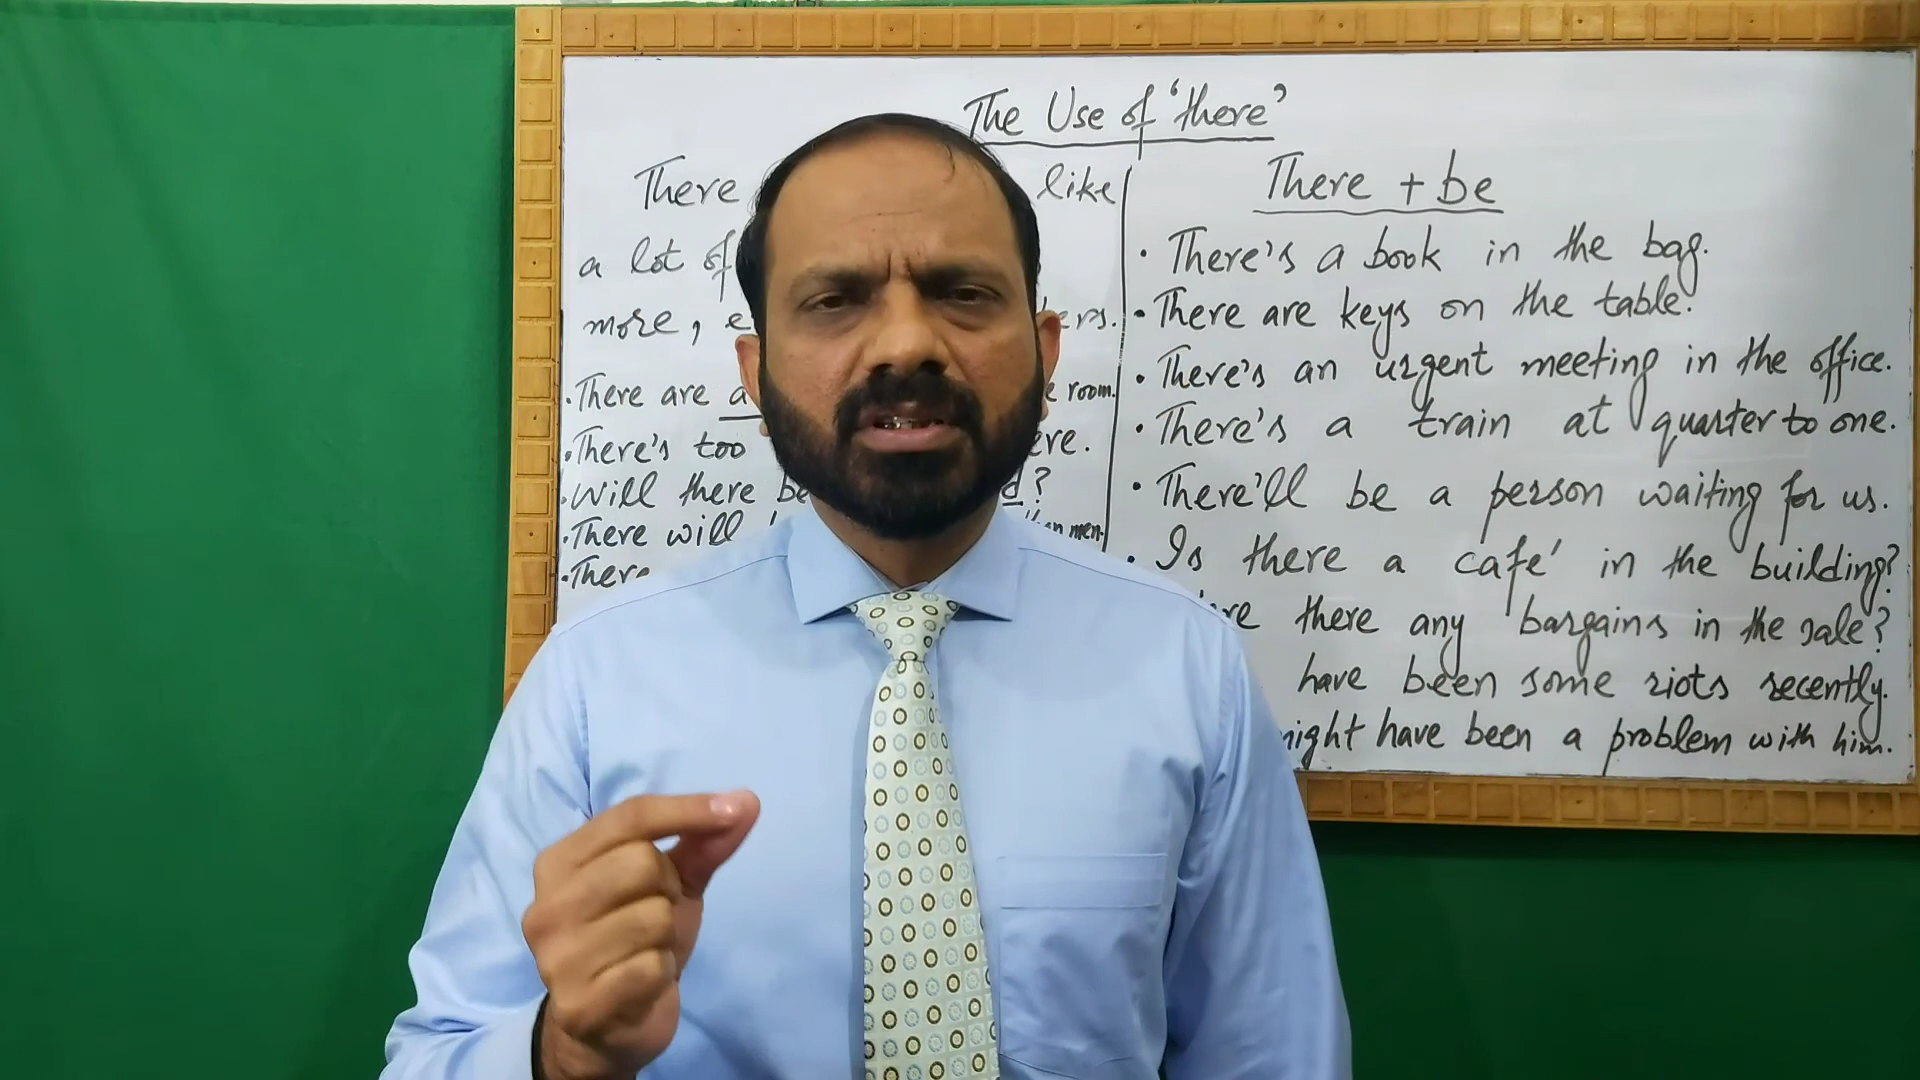 The Use of 'there'
There like
a lot of
more,
There are a room.
There's too
Will there be ?
There will men.
There
There + be
• There's a book in the bag.
• There are keys on the table.
• There's an urgent meeting in the office.
• There's a train at quarter to one.
• There'll be a person waiting for us.
• Is there a café in the building?
there any bargains in the sale?
have been some riots recently.
have been a problem with him.